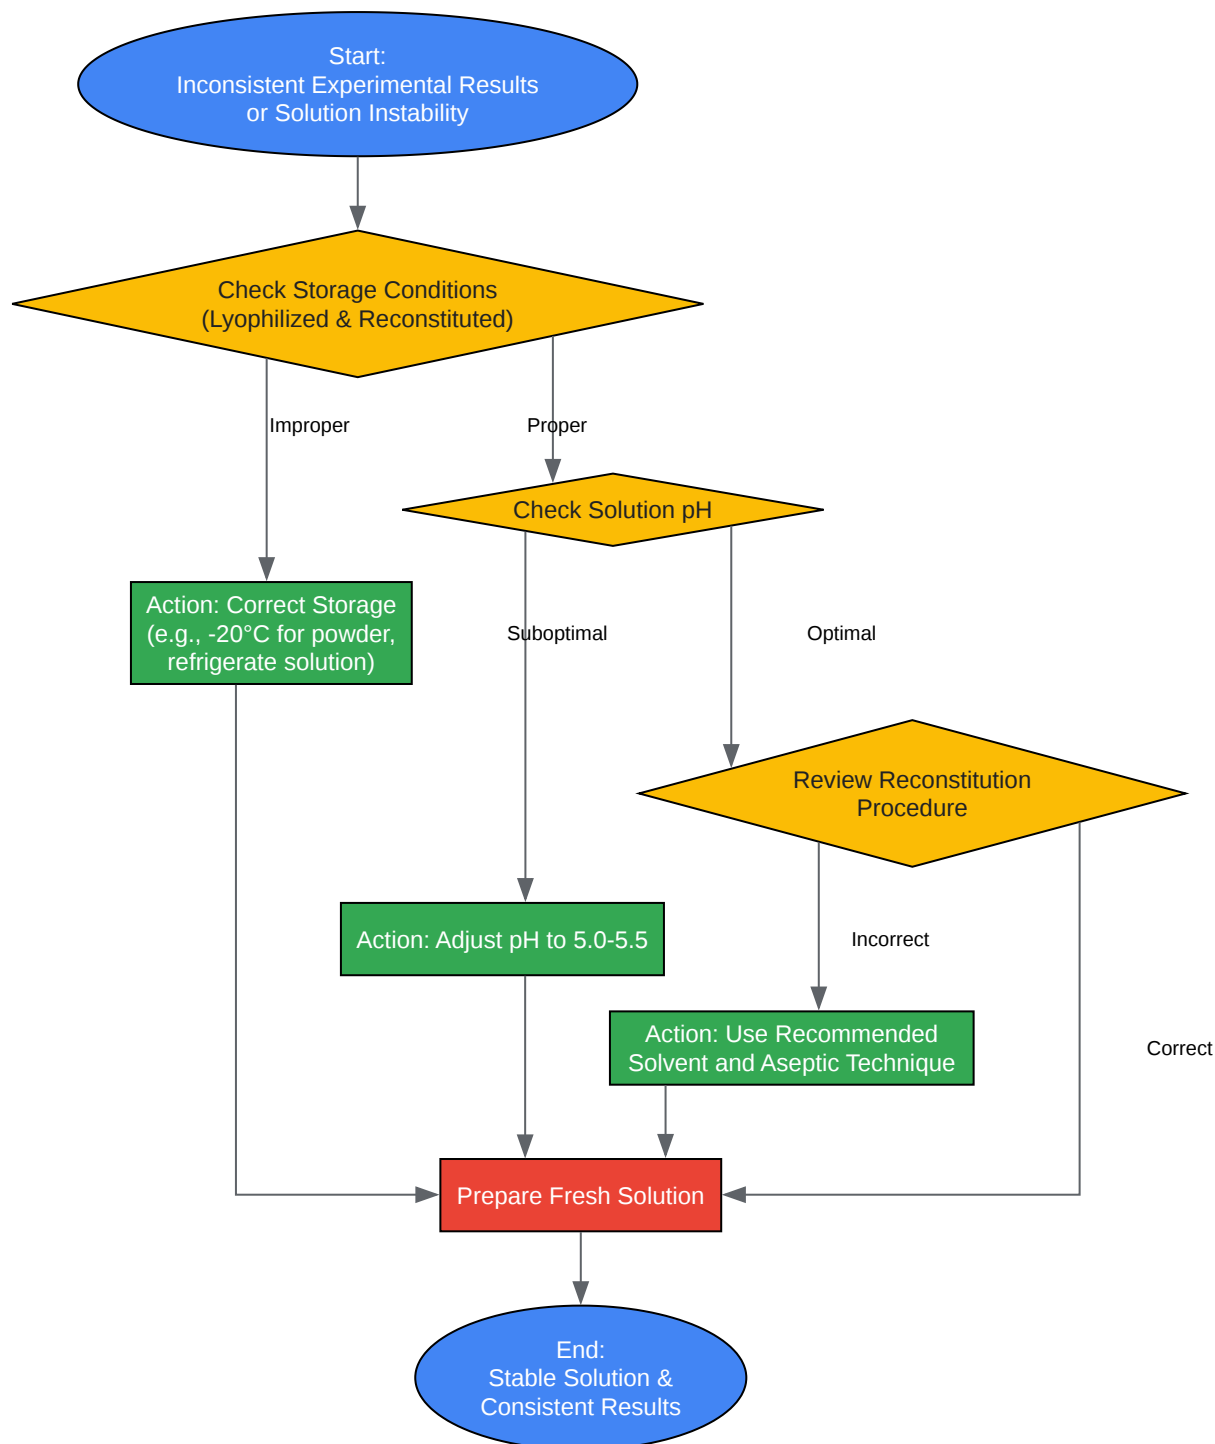 Start:
Inconsistent Experimental Results
or Solution Instability
Check Storage Conditions
(Lyophilized & Reconstituted)
Improper
Proper
Check Solution pH
Action: Correct Storage
(e.g., -20°C for powder,
refrigerate solution)
Suboptimal
Optimal
Review Reconstitution
Procedure
Action: Adjust pH to 5.0-5.5
Incorrect
Action: Use Recommended
Solvent and Aseptic Technique
Correct
Prepare Fresh Solution
End:
Stable Solution &
Consistent Results